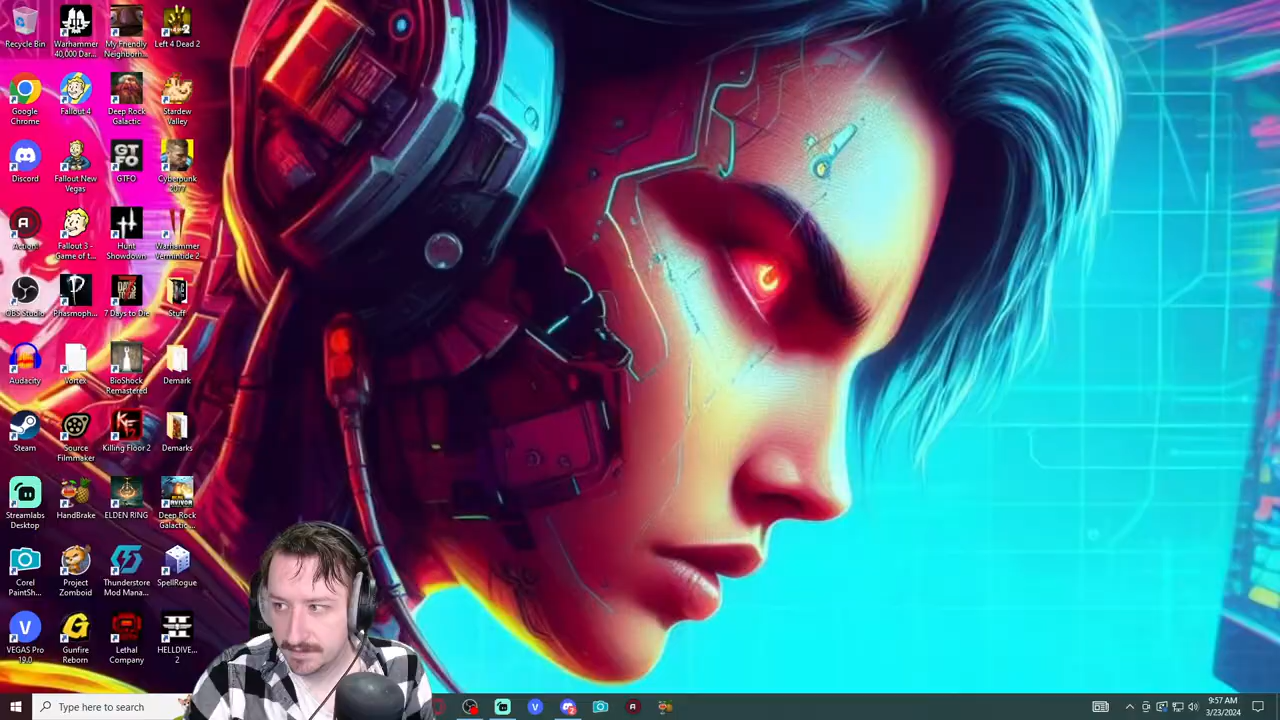 Recycle Bin
Warhammer
40,000 Dar...
My Friendly
Neighborh...
Left 4 Dead 2
Google
Chrome
Fallout 4
Deep Rock
Galactic
Stardew
Valley
Discord
Fallout New
Vegas
GTFO
GTFO
Cyberpunk
2077
Action!
Fallout 3 -
Game of t...
Hunt
Showdown
Warhammer
Vermintide 2
OBS Studio
Phasmoph...
7 Days to Die
Stuff
Audacity
Vortex
BioShock
Remastered
Demark
Steam
Source
Filmmaker
Killing Floor 2
Demarks
Streamlabs
Desktop
HandBrake
ELDEN RING
Deep Rock
Galactic ...
Corel
PaintSh...
Project
Zomboid
Thunderstore
Mod Mana...
SpellRogue
VEGAS Pro
19.0
Gunfire
Reborn
Lethal
Company
HELLDIVE...
2
Type here to search
9:57 AM
3/23/2024